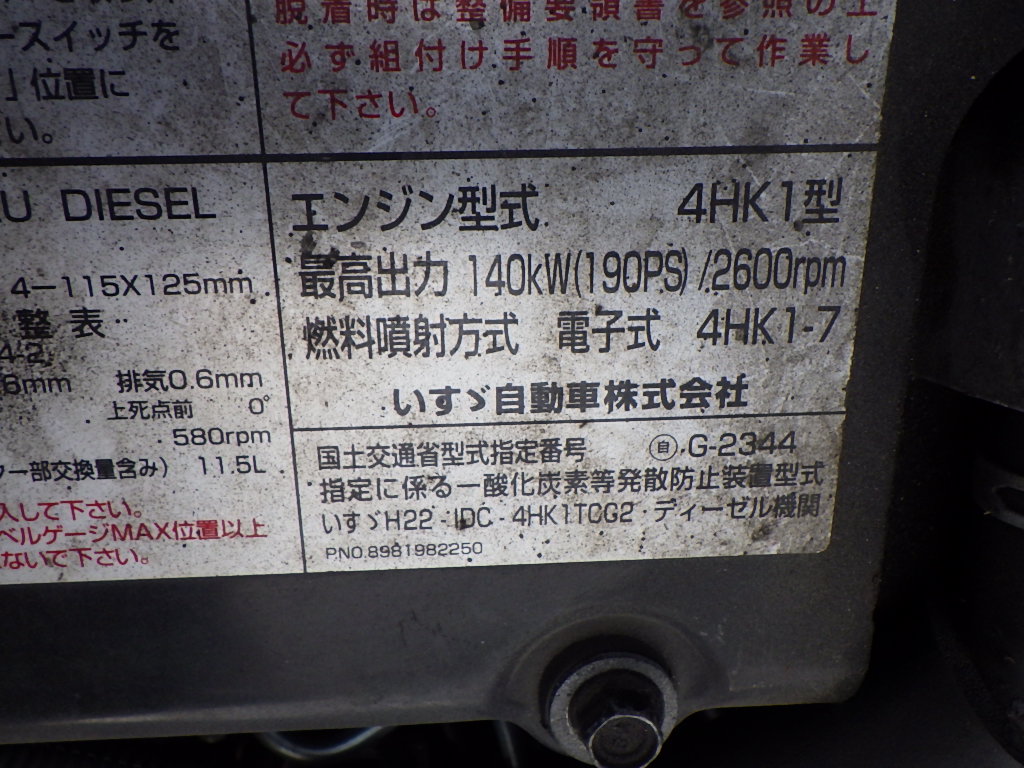 ースイッチを
」位置に
い。
脱着時は整備要領書を参照の上
必ず組付け手順を守って作業し
て下さい。
ZU DIESEL
4-115X125mm
整表
4-2
6mm 排気0.6mm
上死点前 0°
580rpm
ター部交換量含み) 11.5L
入して下さい。
ベルゲージMAX位置以上
ないで下さい。
エンジン型式 4HK1型
最高出力 140kW(190PS)/2600rpm
燃料噴射方式 電子式 4HK1-7
いすゞ自動車株式会社
国土交通省型式指定番号 自 G-2344
指定に係る一酸化炭素等発散防止装置型式
いすゞH22-IDC-4HK1TCG2 ディーゼル機関
PNO.8981982250